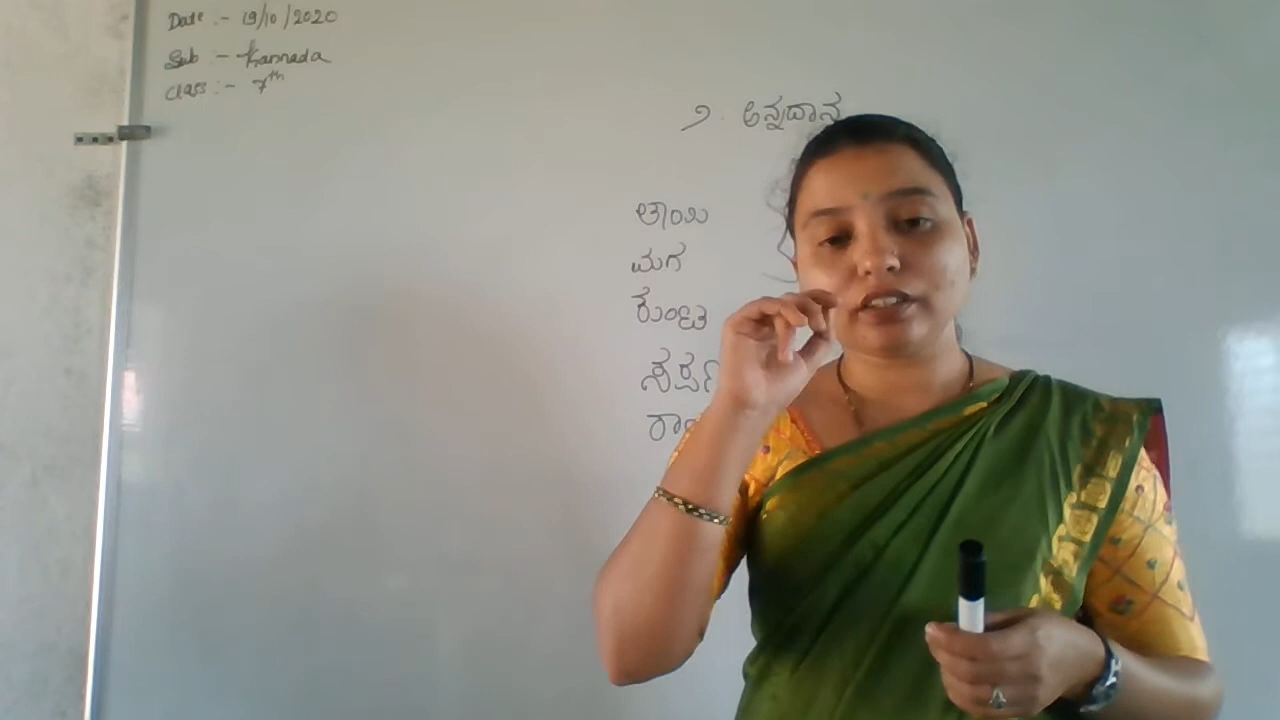 Date :- 19/10/2020
Sub :- Kannada
Class :- 7th
೨. ಅನ್ನದಾನ
ತಾಯಿ
ಮಗ
ಕುಂಟ